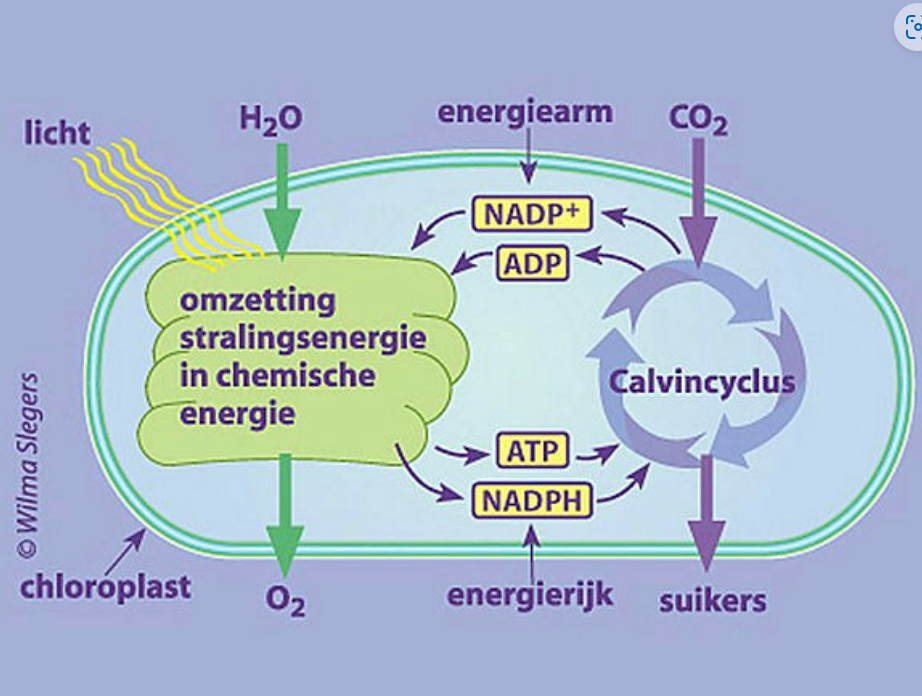 licht
H₂O
energiearm
CO₂
NADP⁺
ADP
omzetting
stralingsenergie
in chemische
energie
Calvincyclus
ATP
NADPH
© Wilma Slegers
chloroplast
O₂
energierijk
suikers